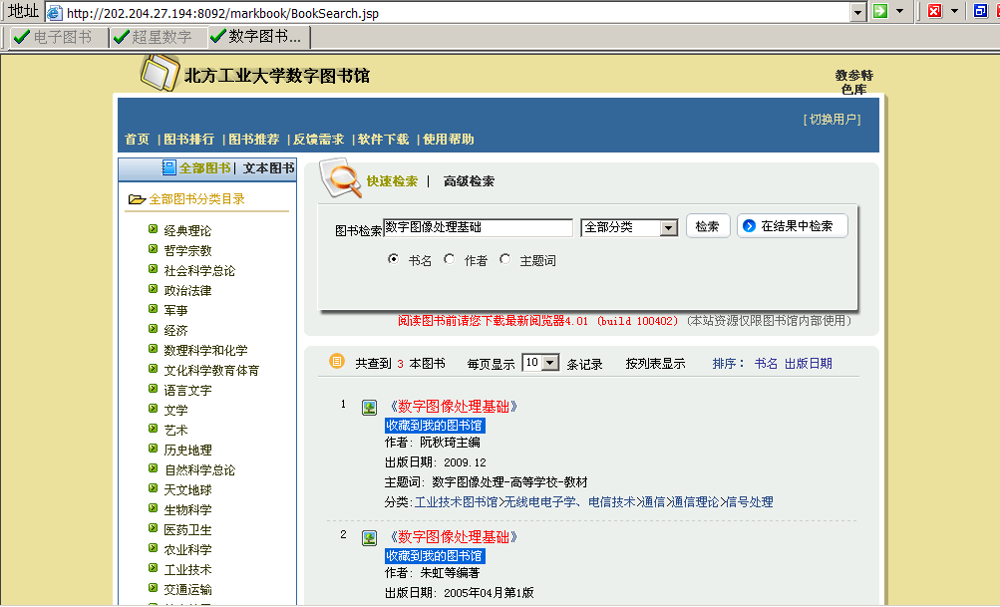 地址 http://202.204.27.194:8092/markbook/BookSearch.jsp
电子图书 超星数字 数字图书...
北方工业大学数字图书馆
教参特
色库
[切换用户]
首页 |图书排行 |图书推荐 |反馈需求 |软件下载 |使用帮助
全部图书| 文本图书
全部图书分类目录
经典理论
哲学宗教
社会科学总论
政治法律
军事
经济
数理科学和化学
文化科学教育体育
语言文字
文学
艺术
历史地理
自然科学总论
天文地球
生物科学
医药卫生
农业科学
工业技术
交通运输
快速检索 | 高级检索
图书检索 数字图像处理基础 全部分类 检索 在结果中检索
书名 作者 主题词
阅读图书前请您下载最新阅览器4.01 (build 100402) (本站资源仅限图书馆内部使用)
共查到 3 本图书 每页显示 10 条记录 按列表显示 排序： 书名 出版日期
1 《数字图像处理基础》
收藏到我的图书馆
作者: 阮秋琦主编
出版日期: 2009.12
主题词: 数字图像处理-高等学校-教材
分类:工业技术图书馆>无线电电子学、电信技术>通信>通信理论>信号处理
2 《数字图像处理基础》
收藏到我的图书馆
作者: 朱虹等编著
出版日期: 2005年04月第1版